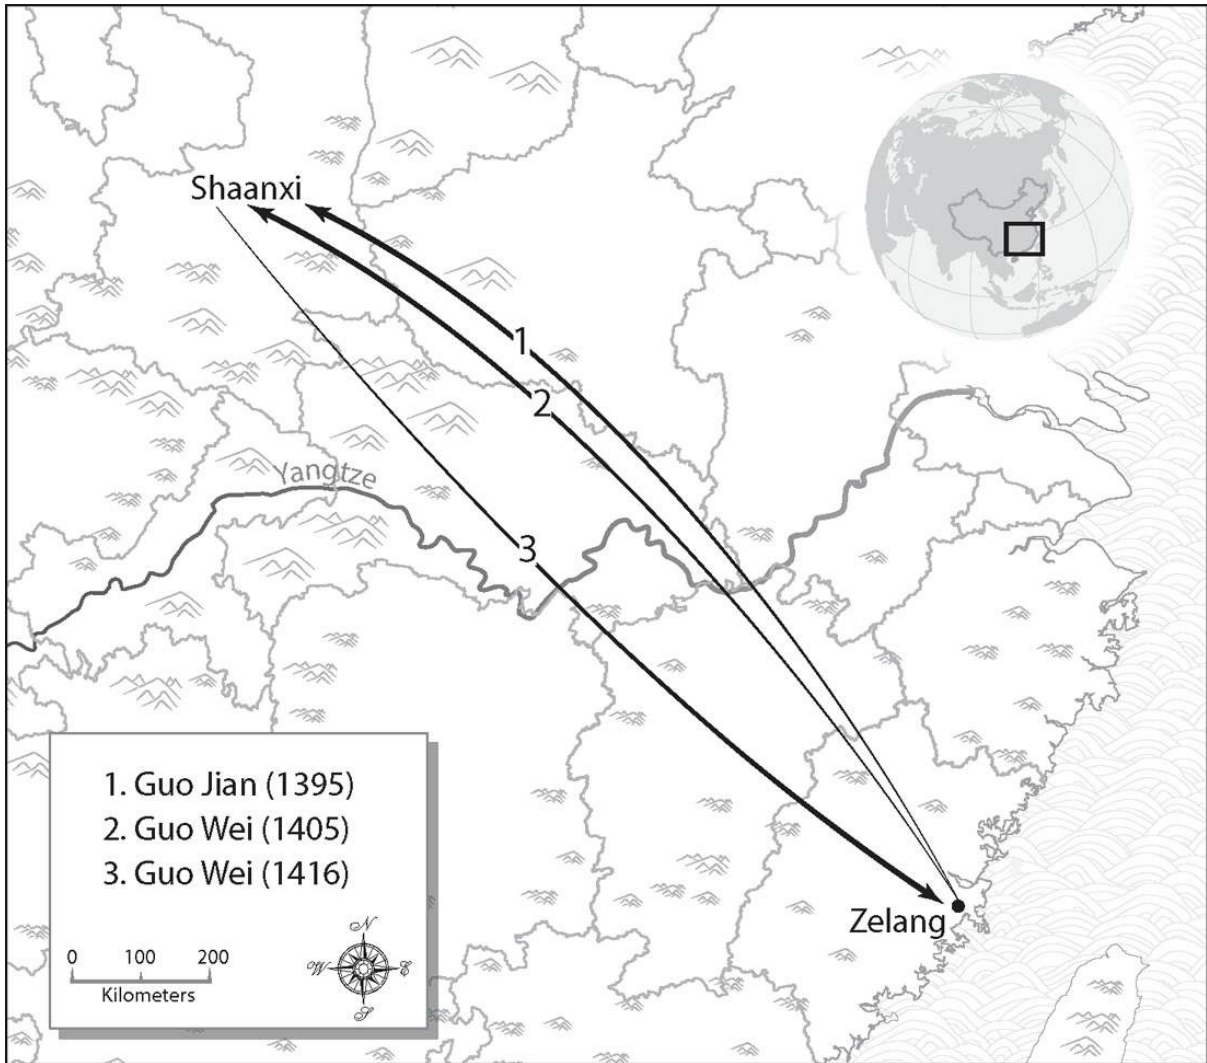 Shaanxi
1
2
Yangtze
3
1. Guo Jian (1395)
2. Guo Wei (1405)
3. Guo Wei (1416)
Zelang
N
W
E
S
0 100 200
Kilometers